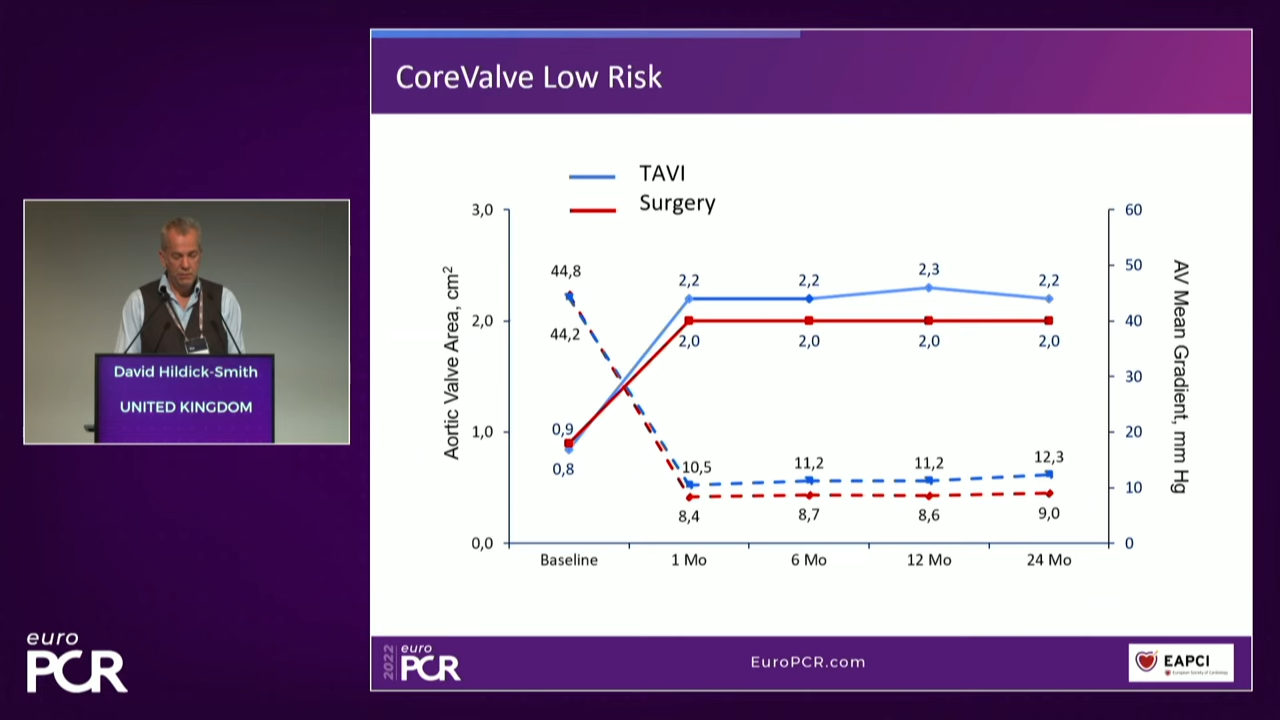 CoreValve Low Risk
TAVI
Surgery
3,0
2,0
1,0
0,0
Aortic Valve Area, cm²
60
50
40
30
20
10
0
AV Mean Gradient, mm Hg
44,8
44,2
0,9
0,8
2,2
2,2
2,3
2,2
2,0
2,0
2,0
2,0
10,5
11,2
11,2
12,3
8,4
8,7
8,6
9,0
Baseline
1 Mo
6 Mo
12 Mo
24 Mo
David Hildick-Smith
UNITED KINGDOM
euro
PCR
2022
euro
PCR
EuroPCR.com
EAPCI